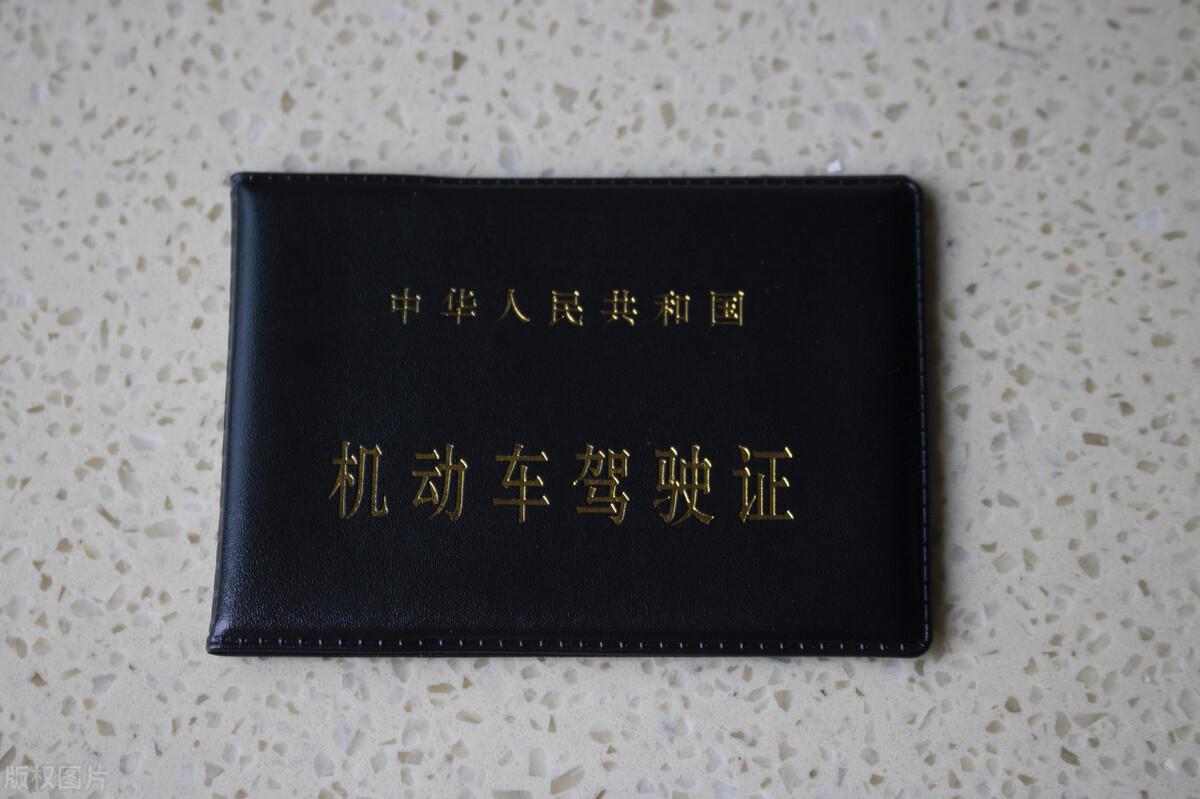 中华人民共和国
机动车驾驶证
版权图片